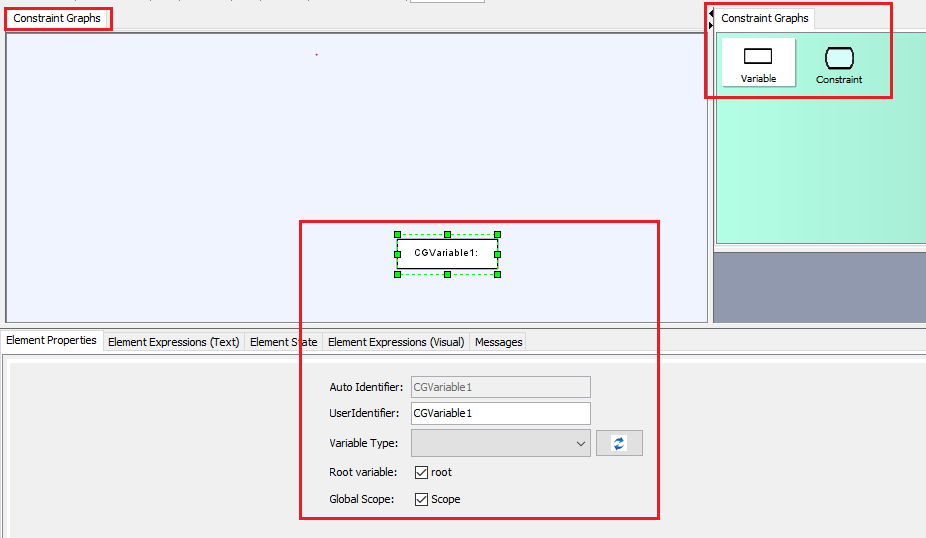 Constraint Graphs
Constraint Graphs
Variable
Constraint
CGVariable1:
Element Properties
Element Expressions (Text)
Element State
Element Expressions (Visual)
Messages
Auto Identifier: CGVariable1
UserIdentifier: CGVariable1
Variable Type:
Root variable: root
Global Scope: Scope